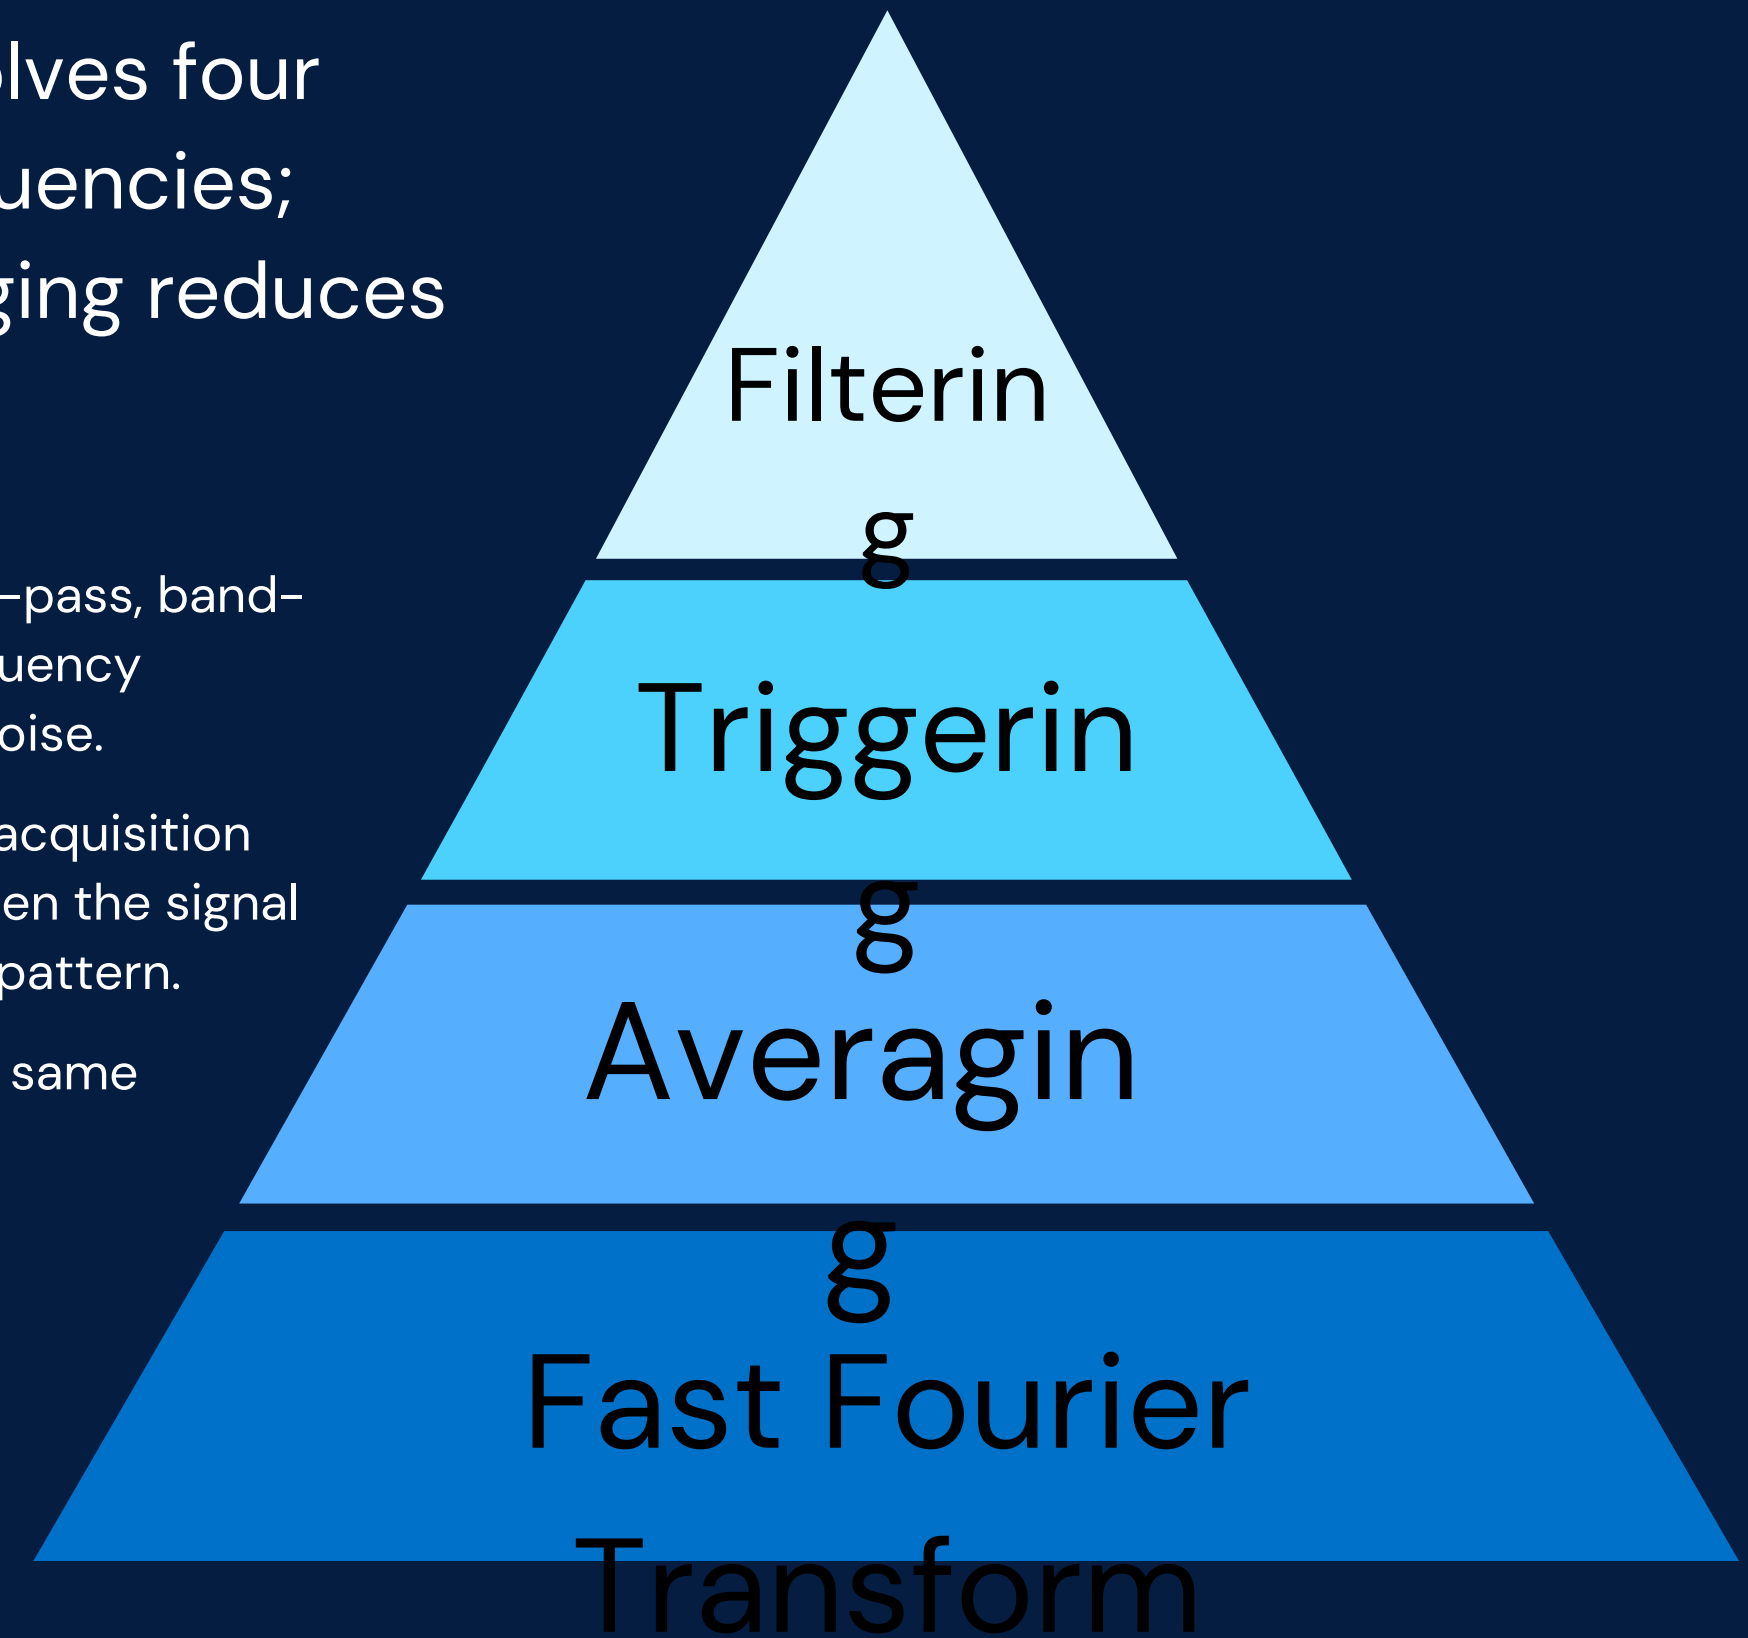 lves four
uencies;
ging reduces
-pass, band-
uency
oise.
acquisition
en the signal
pattern.
same
Filterin
g
Triggerin
g
Averagin
g
Fast Fourier
Transform